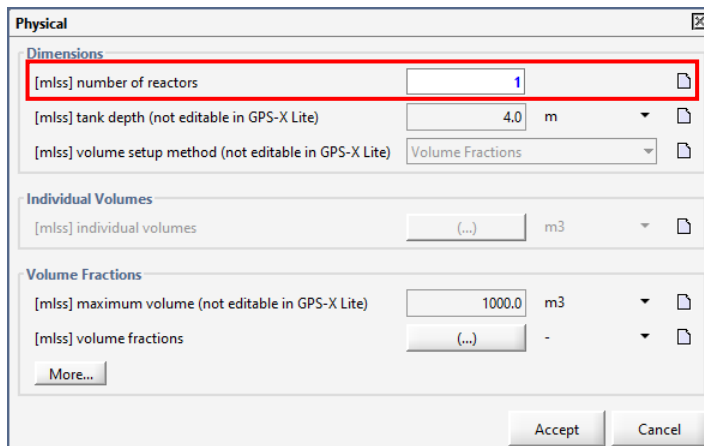 Physical
Dimensions
[mlss] number of reactors 1
[mlss] tank depth (not editable in GPS-X Lite) 4.0 m
[mlss] volume setup method (not editable in GPS-X Lite) Volume Fractions
Individual Volumes
[mlss] individual volumes (...) m3
Volume Fractions
[mlss] maximum volume (not editable in GPS-X Lite) 1000.0 m3
[mlss] volume fractions (...) -
More...
Accept Cancel